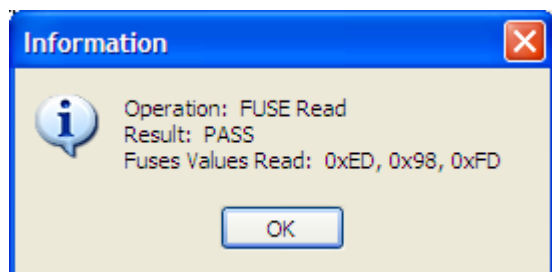 Information
Operation: FUSE Read
Result: PASS
Fuses Values Read: 0xED, 0x98, 0xFD
OK